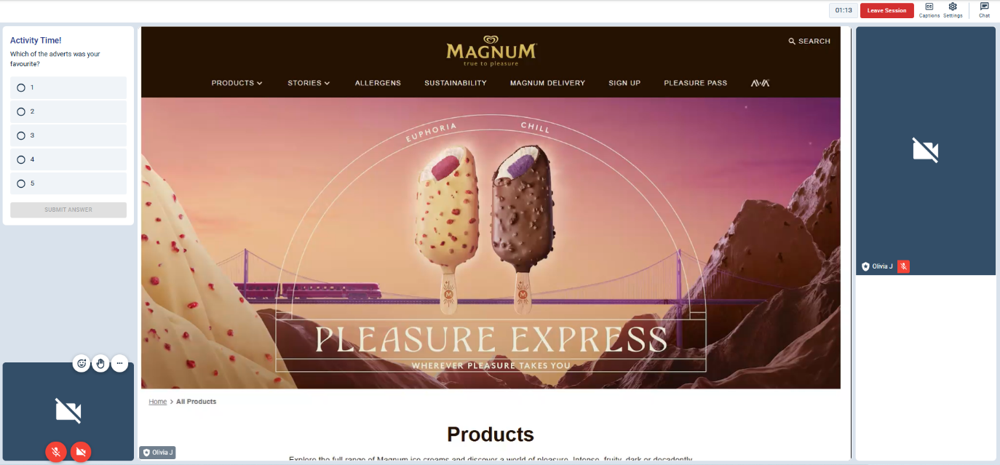 01:13
Leave Session
Captions
Settings
Chat
Activity Time!
Which of the adverts was your
favourite?
1
2
3
4
5
SUBMIT ANSWER
MAGNUM
true to pleasure
SEARCH
PRODUCTS
STORIES
ALLERGENS
SUSTAINABILITY
MAGNUM DELIVERY
SIGN UP
PLEASURE PASS
EUPHORIA
CHILL
M
M
PLEASURE EXPRESS
WHEREVER PLEASURE TAKES YOU
Home > All Products
Products
Explore the full range of Magnum ice creams and discover a world of pleasure. Intense, fruity, dark or decadently
Olivia J
Olivia J